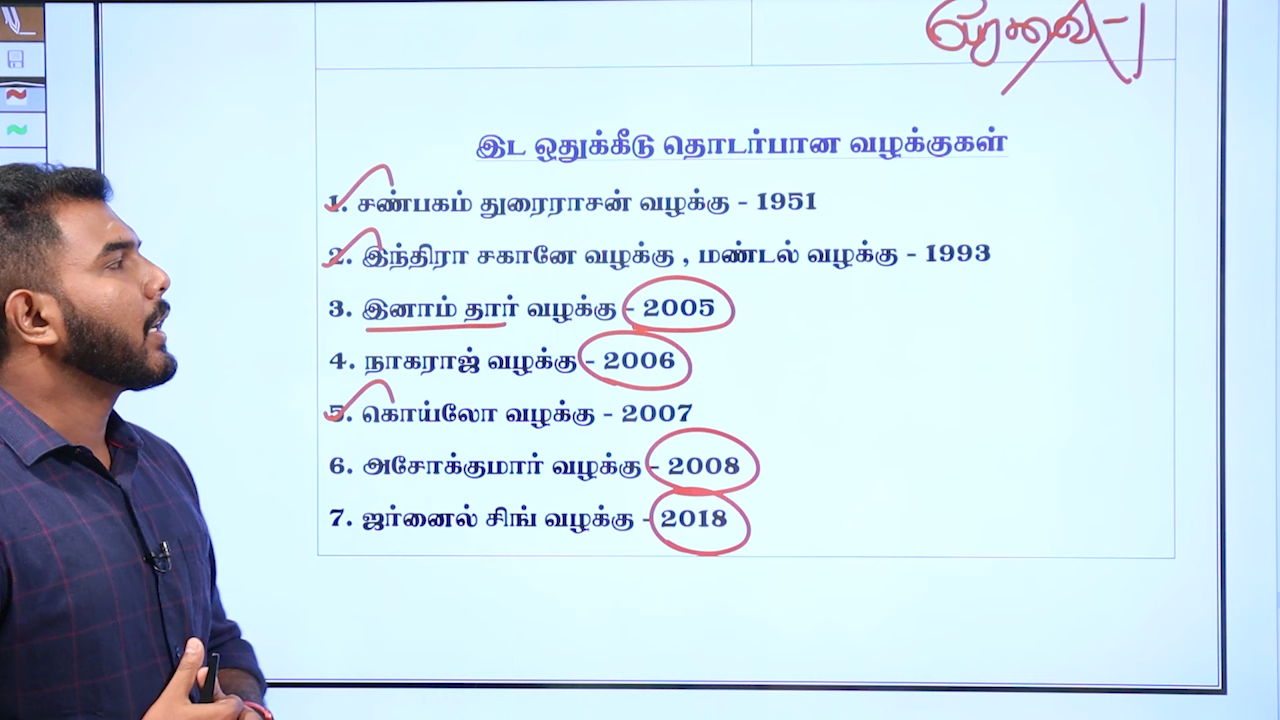 இட ஒதுக்கீடு தொடர்பான வழக்குகள்
1. சண்பகம் துரைராசன் வழக்கு - 1951
2. இந்திரா சகானே வழக்கு , மண்டல் வழக்கு - 1993
3. இனாம் தார் வழக்கு - 2005
4. நாகராஜ் வழக்கு - 2006
5. கொய்லோ வழக்கு - 2007
6. அசோக்குமார் வழக்கு - 2008
7. ஜர்னைல் சிங் வழக்கு - 2018